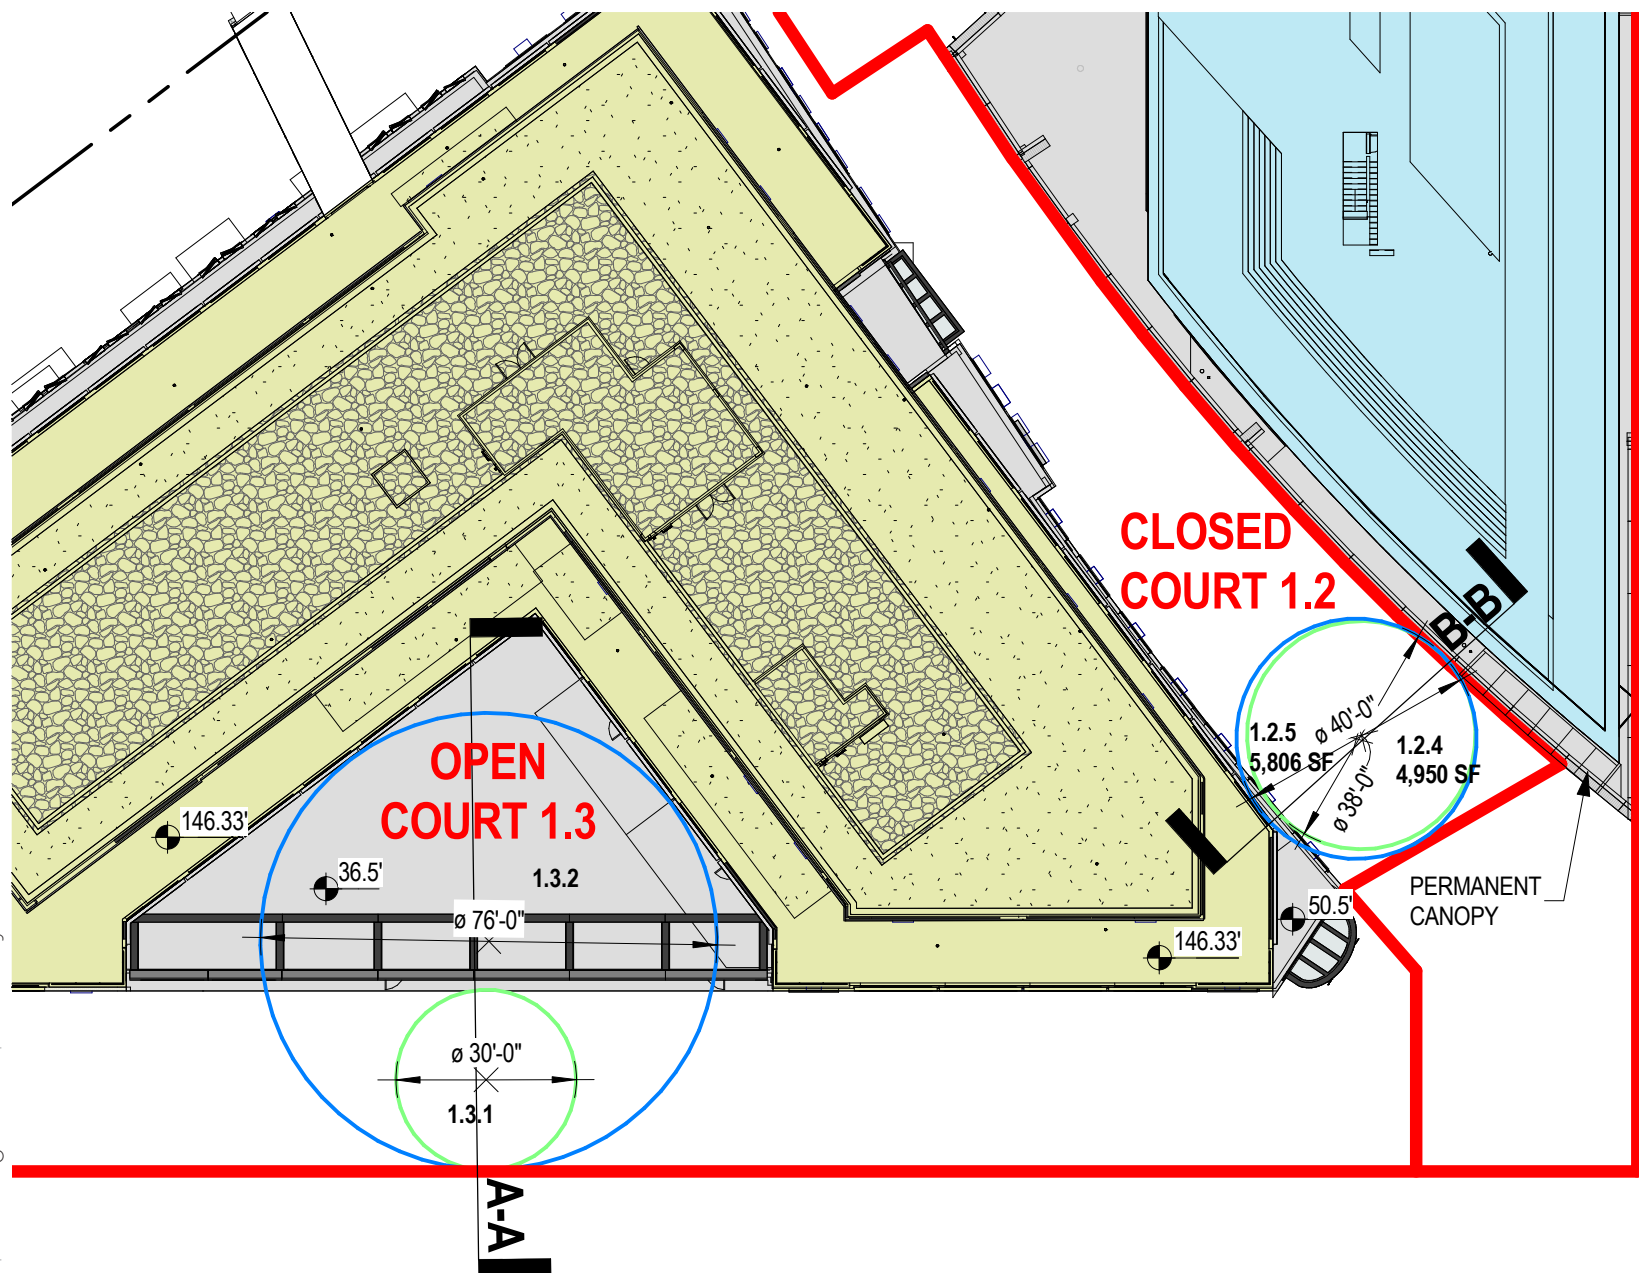 CLOSED
COURT 1.2
B-B
ø 40'-0"
1.2.5
5,806 SF
1.2.4
4,950 SF
ø 38'-0"
OPEN
COURT 1.3
146.33'
36.5'
1.3.2
ø 76'-0"
PERMANENT
CANOPY
50.5'
146.33'
ø 30'-0"
1.3.1
A-A